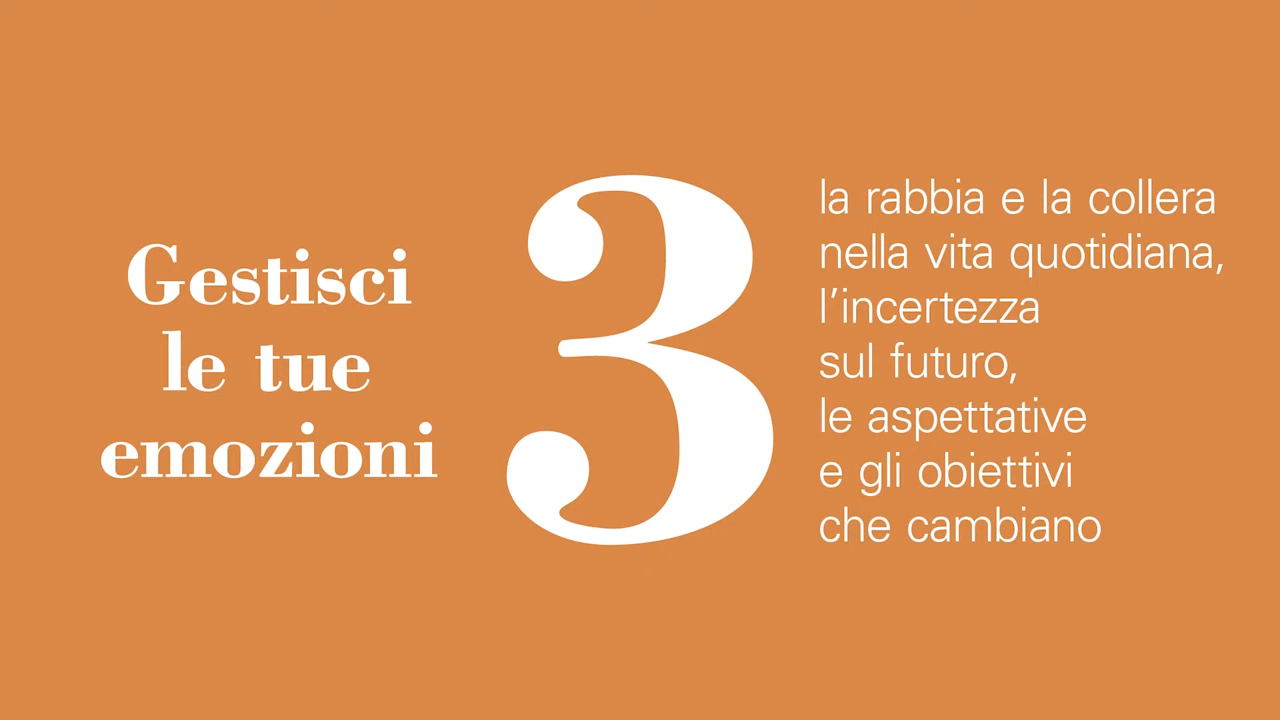 Gestisci
le tue
emozioni
3
la rabbia e la collera
nella vita quotidiana,
l’incertezza
sul futuro,
le aspettative
e gli obiettivi
che cambiano